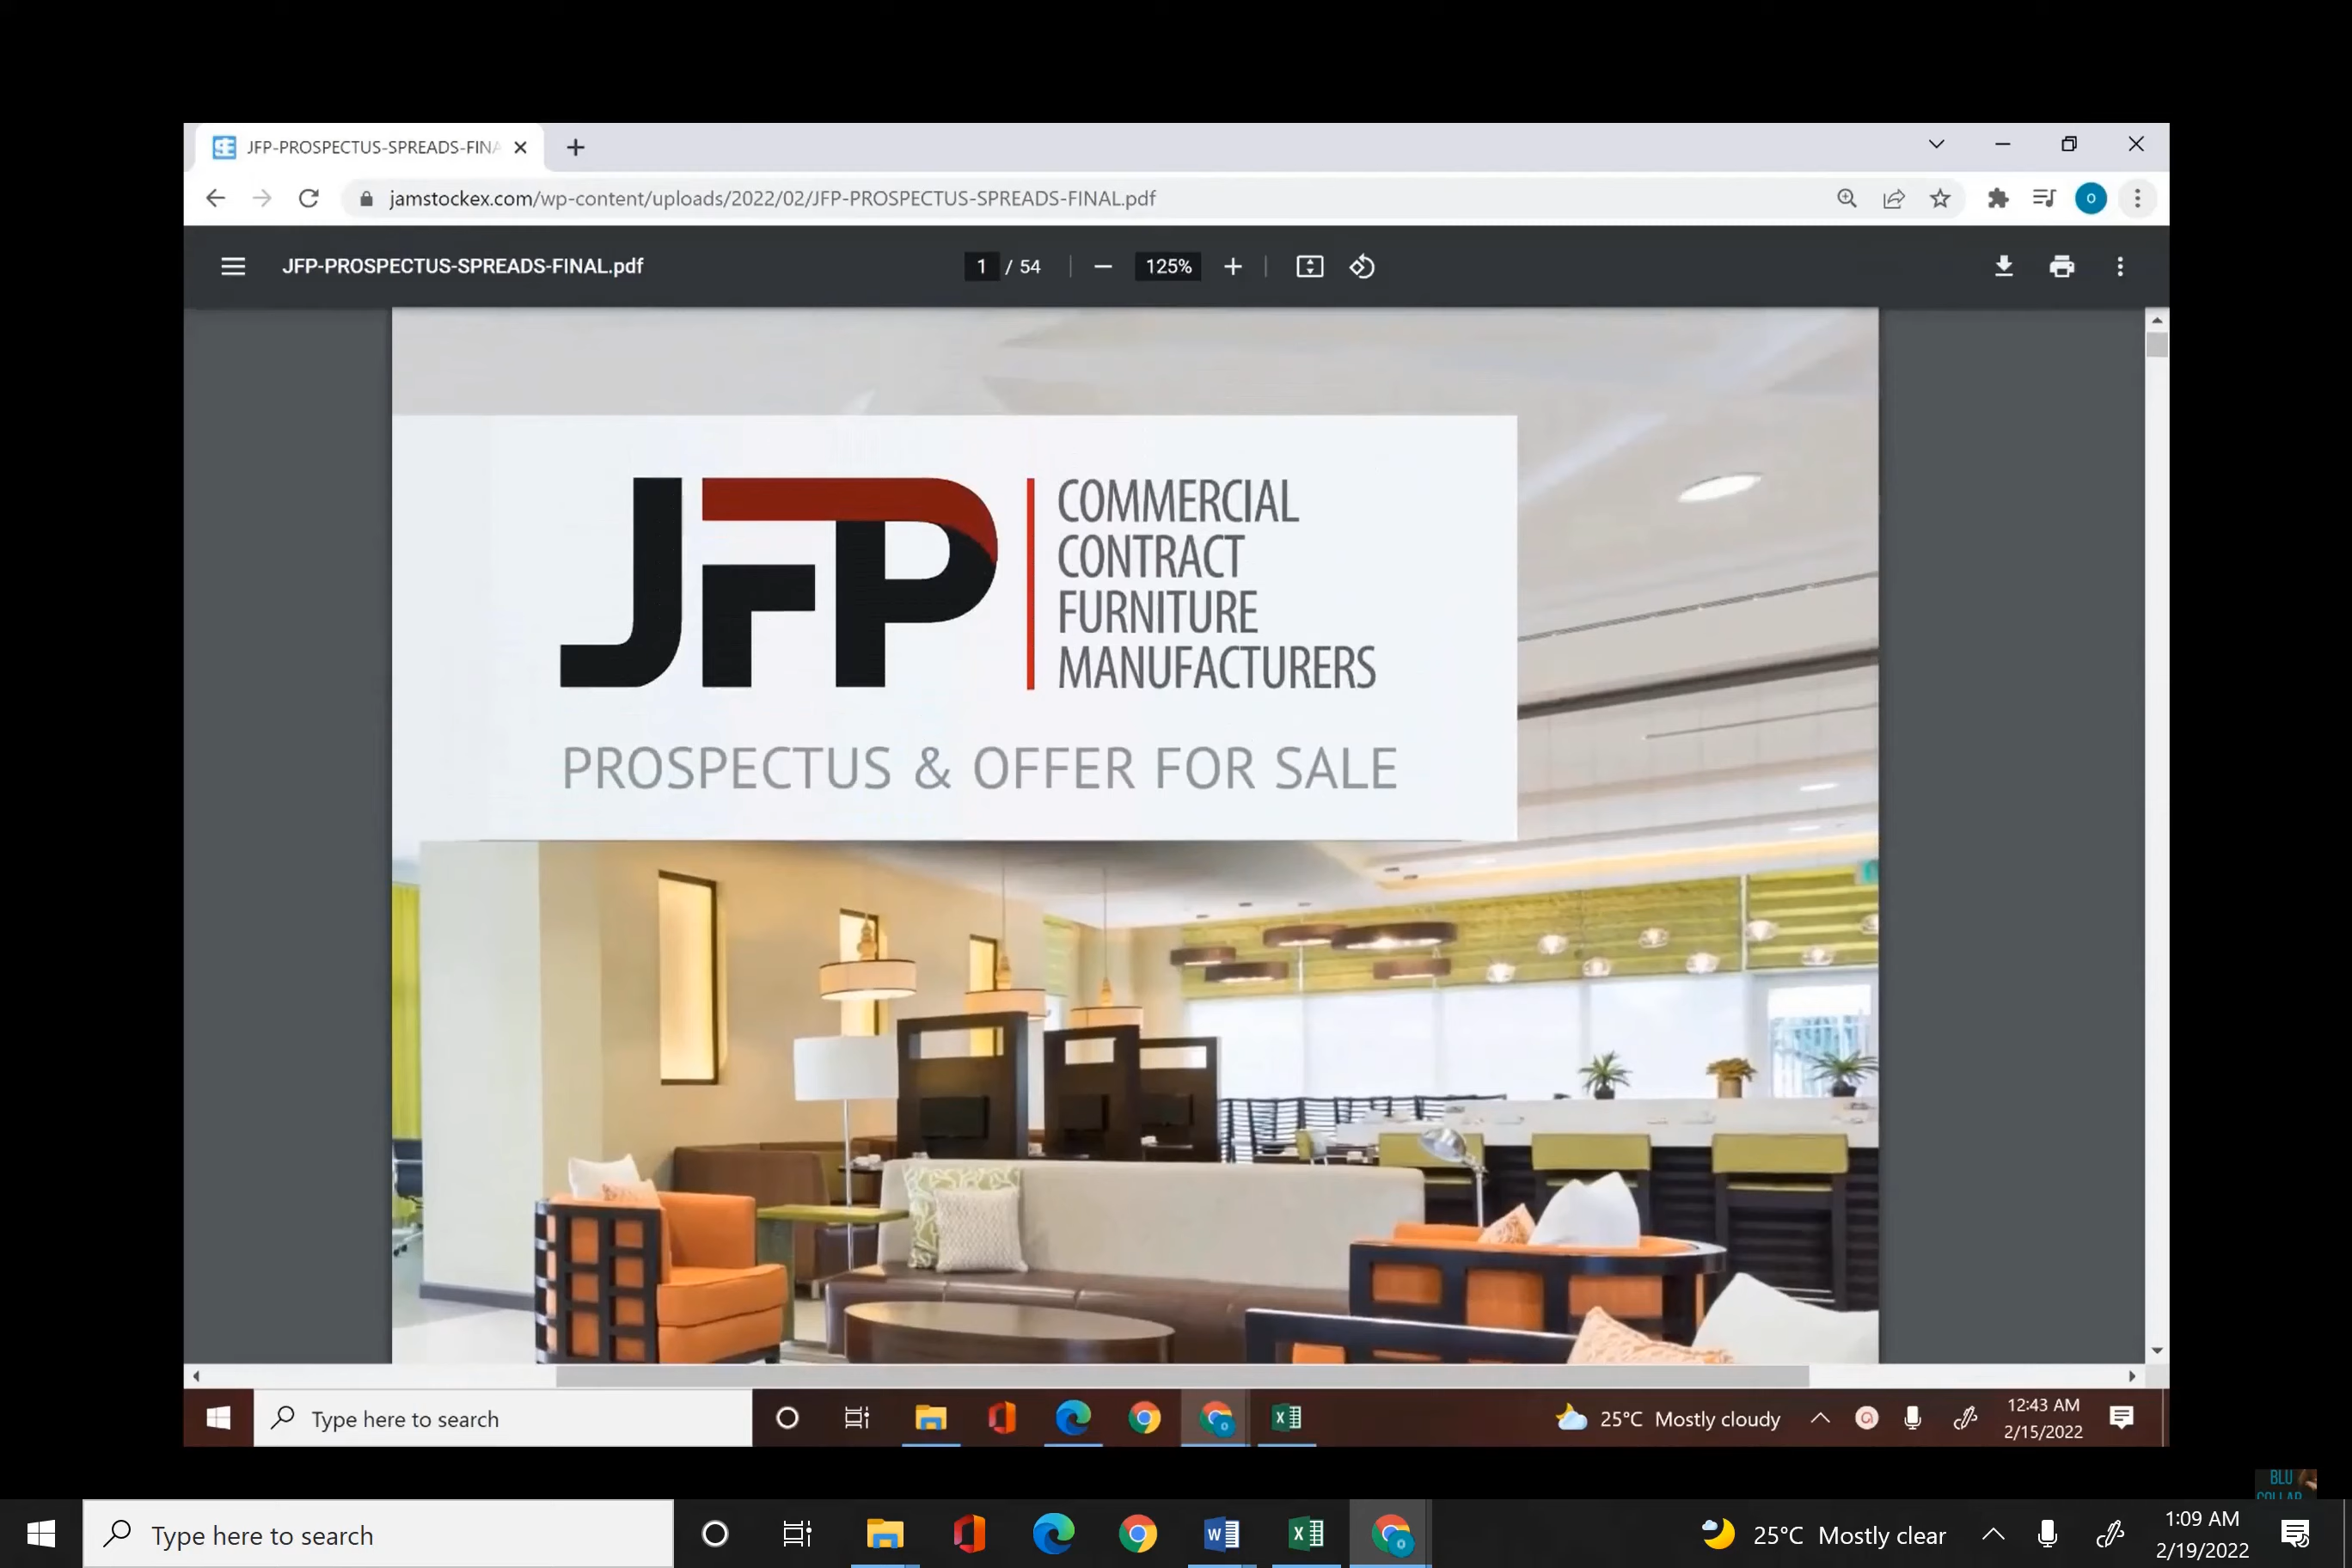 JFP-PROSPECTUS-SPREADS-FINA
jamstockex.com/wp-content/uploads/2022/02/JFP-PROSPECTUS-SPREADS-FINAL.pdf
O
JFP-PROSPECTUS-SPREADS-FINAL.pdf
1 / 54
125%
JFP
COMMERCIAL
CONTRACT
FURNITURE
MANUFACTURERS
PROSPECTUS & OFFER FOR SALE
Type here to search
25°C Mostly cloudy
12:43 AM
2/15/2022
BLU
COLLAR
Type here to search
25°C Mostly clear
1:09 AM
2/19/2022